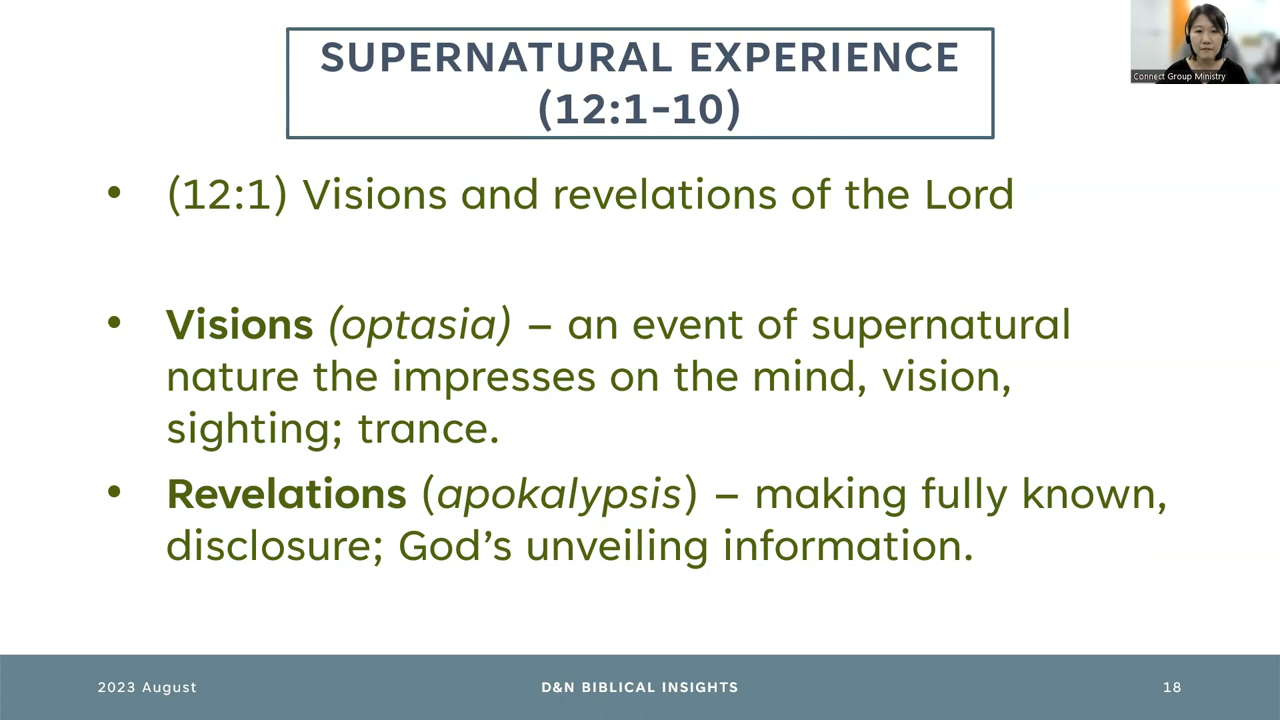 SUPERNATURAL EXPERIENCE
(12:1-10)
Connect Group Ministry
• (12:1) Visions and revelations of the Lord
• Visions (optasia) – an event of supernatural
nature the impresses on the mind, vision,
sighting; trance.
• Revelations (apokalypsis) – making fully known,
disclosure; God’s unveiling information.
2023 August
D&N BIBLICAL INSIGHTS
18